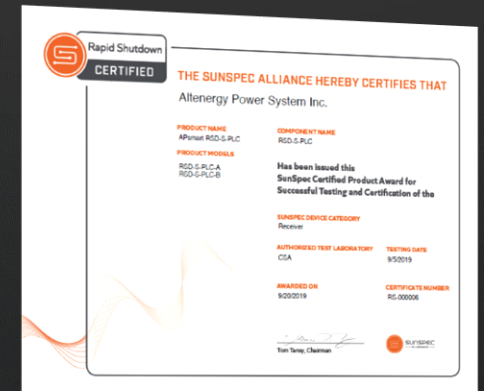 Rapid Shutdown
CERTIFIED
THE SUNSPEC ALLIANCE HEREBY CERTIFIES THAT
Altenergy Power System Inc.
PRODUCT NAME
APsmart RSD-S-PLC
COMPONENT NAME
RSD-S-PLC
PRODUCT MODELS
RSD-S-PLC-A
RSD-S-PLC-B
Has been issued this
SunSpec Certified Product Award for
Successful Testing and Certification of the
SUNSPEC DEVICE CATEGORY
Receiver
AUTHORIZED TEST LABORATORY
CSA
TESTING DATE
9/5/2019
AWARDED ON
9/20/2019
CERTIFICATE NUMBER
RS-000006
Tom Tansy, Chairman
SUNSPEC